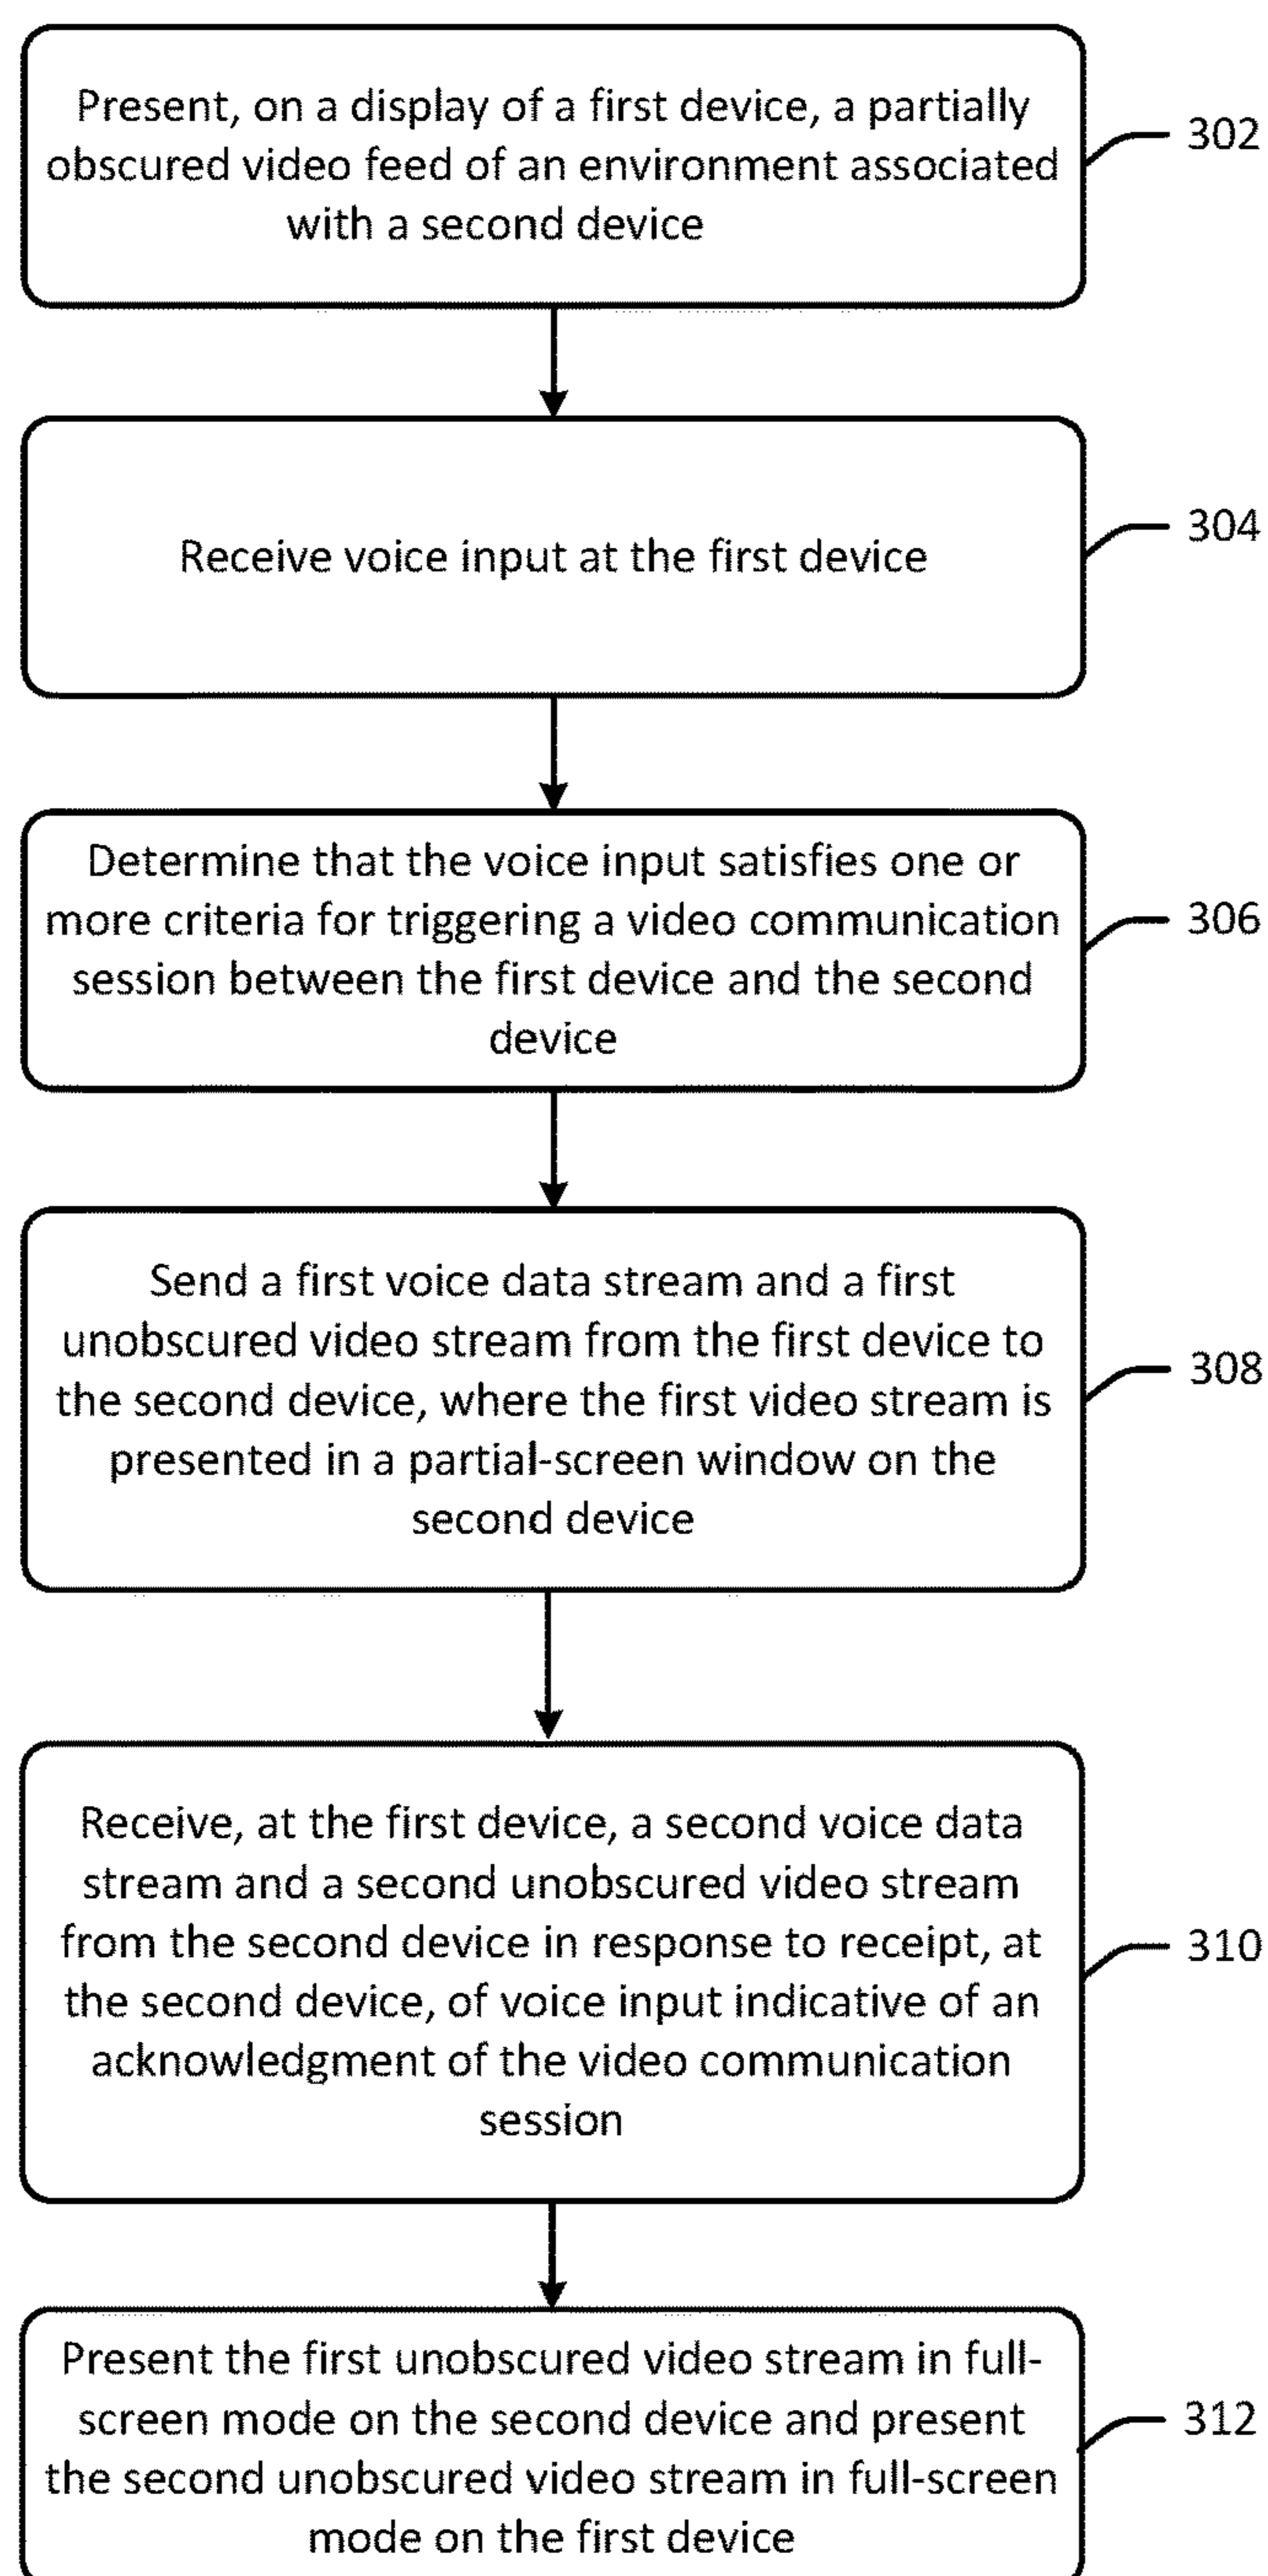 Present, on a display of a first device, a partially
obscured video feed of an environment associated
with a second device
302
Receive voice input at the first device
304
Determine that the voice input satisfies one or
more criteria for triggering a video communication
session between the first device and the second
device
306
Send a first voice data stream and a first
unobscured video stream from the first device to
the second device, where the first video stream is
presented in a partial-screen window on the
second device
308
Receive, at the first device, a second voice data
stream and a second unobscured video stream
from the second device in response to receipt, at
the second device, of voice input indicative of an
acknowledgment of the video communication
session
310
Present the first unobscured video stream in full-
screen mode on the second device and present
the second unobscured video stream in full-screen
mode on the first device
312